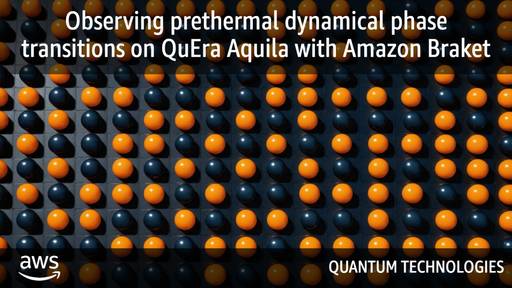 Observing prethermal dynamical phase
transitions on QuEra Aquila with Amazon Braket
aws
QUANTUM TECHNOLOGIES